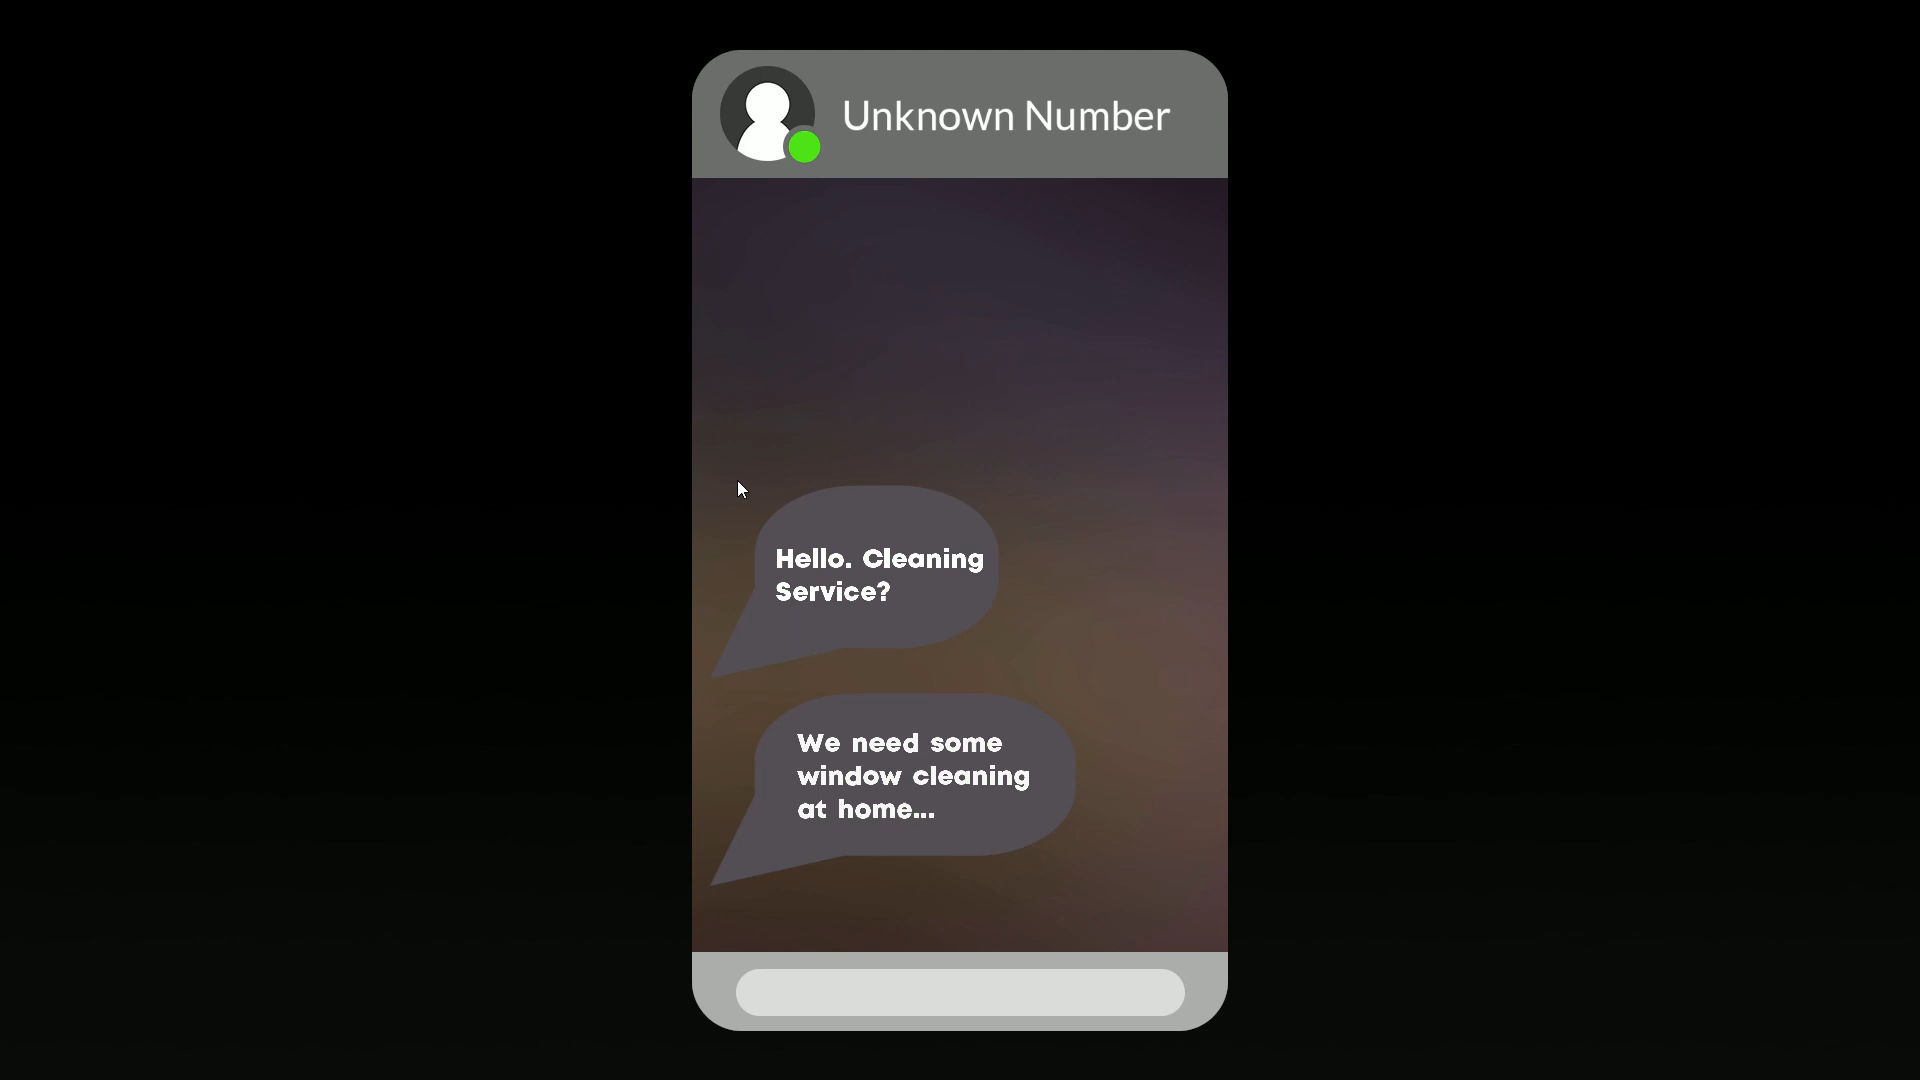 Unknown Number
Hello. Cleaning
Service?
We need some
window cleaning
at home...